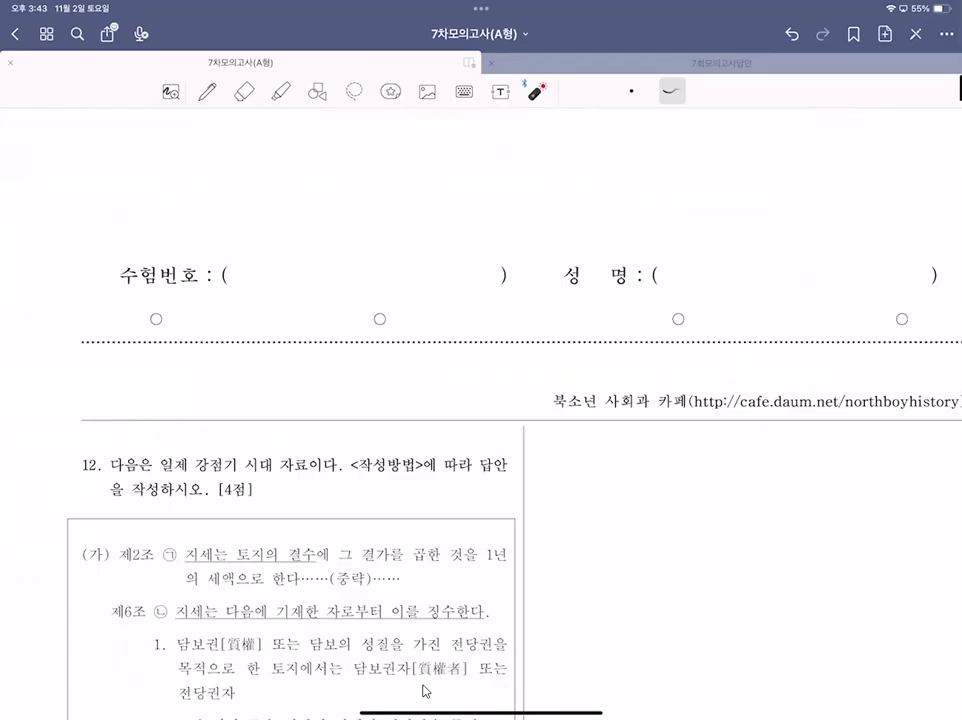 오후 3:43 11월 2일 토요일
55%
7차모의고사(A형)
7차모의고사(A형)
7회모의고사답안
수험번호 : ( )
성 명 : ( )
북소년 사회과 카페(http://cafe.daum.net/northboyhistory)
12. 다음은 일제 강점기 시대 자료이다. <작성방법>에 따라 답안
을 작성하시오. [4점]
(가) 제2조 ㉠ 지세는 토지의 결수에 그 결가를 곱한 것을 1년
의 세액으로 한다……(중략)……
제6조 ㉡ 지세는 다음에 기재한 자로부터 이를 징수한다.
1. 담보권[質權] 또는 담보의 성질을 가진 전당권을
목적으로 한 토지에서는 담보권자[質權者] 또는
전당권자